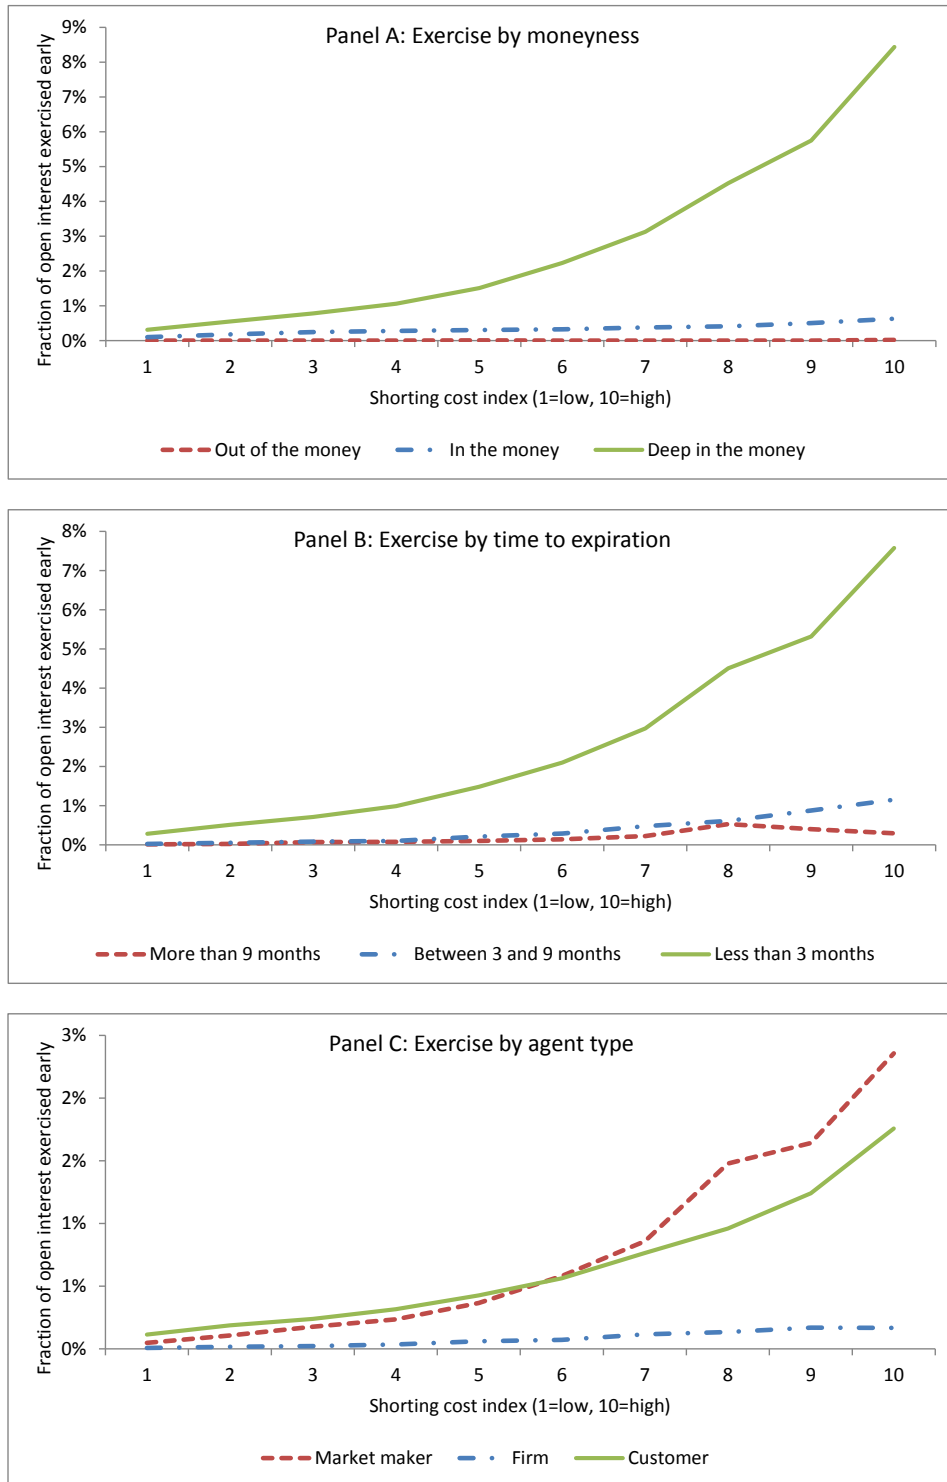 Panel A: Exercise by moneyness
Fraction of open interest exercised early
9%
8%
7%
6%
5%
4%
3%
2%
1%
0%
1 2 3 4 5 6 7 8 9 10
Shorting cost index (1=low, 10=high)
Out of the money In the money Deep in the money
Panel B: Exercise by time to expiration
Fraction of open interest exercised early
8%
7%
6%
5%
4%
3%
2%
1%
0%
1 2 3 4 5 6 7 8 9 10
Shorting cost index (1=low, 10=high)
More than 9 months Between 3 and 9 months Less than 3 months
Panel C: Exercise by agent type
Fraction of open interest exercised early
3%
2%
2%
1%
1%
0%
1 2 3 4 5 6 7 8 9 10
Shorting cost index (1=low, 10=high)
Market maker Firm Customer